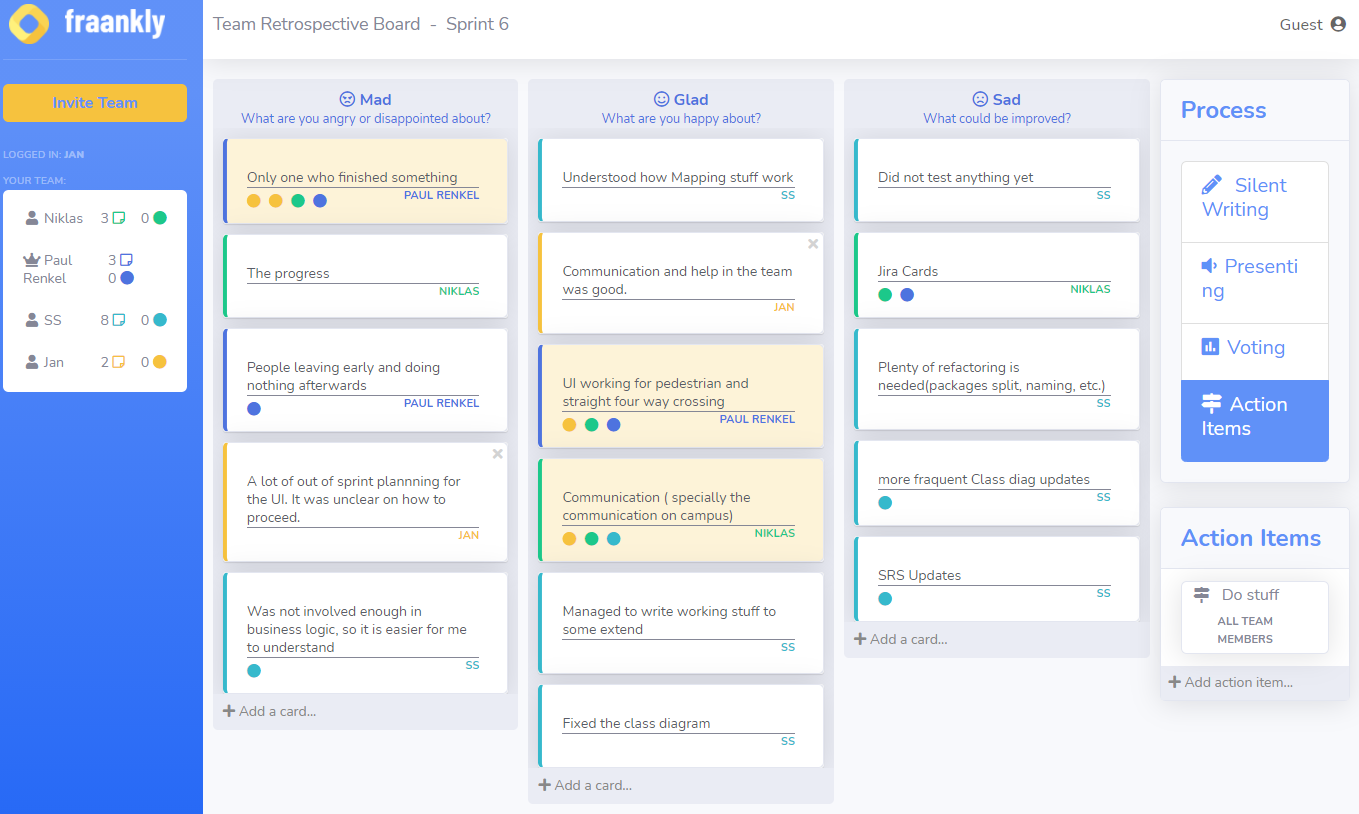 fraankly
Team Retrospective Board - Sprint 6
Guest
Invite Team
LOGGED IN: JAN
YOUR TEAM:
Niklas 3 0
Paul 3
Renkel 0
SS 8 0
Jan 2 0
Mad
What are you angry or disappointed about?
Only one who finished something
PAUL RENKEL
The progress
NIKLAS
People leaving early and doing
nothing afterwards
PAUL RENKEL
A lot of out of sprint plannning for
the UI. It was unclear on how to
proceed.
JAN
Was not involved enough in
business logic, so it is easier for me
to understand
SS
Add a card...
Glad
What are you happy about?
Understood how Mapping stuff work
SS
Communication and help in the team
was good.
JAN
UI working for pedestrian and
straight four way crossing
PAUL RENKEL
Communication ( specially the
communication on campus)
NIKLAS
Managed to write working stuff to
some extend
SS
Fixed the class diagram
SS
Add a card...
Sad
What could be improved?
Did not test anything yet
SS
Jira Cards
NIKLAS
Plenty of refactoring is
needed(packages split, naming, etc.)
SS
more fraquent Class diag updates
SS
SRS Updates
SS
Add a card...
Process
Silent
Writing
Presenti
ng
Voting
Action
Items
Action Items
Do stuff
ALL TEAM
MEMBERS
Add action item...